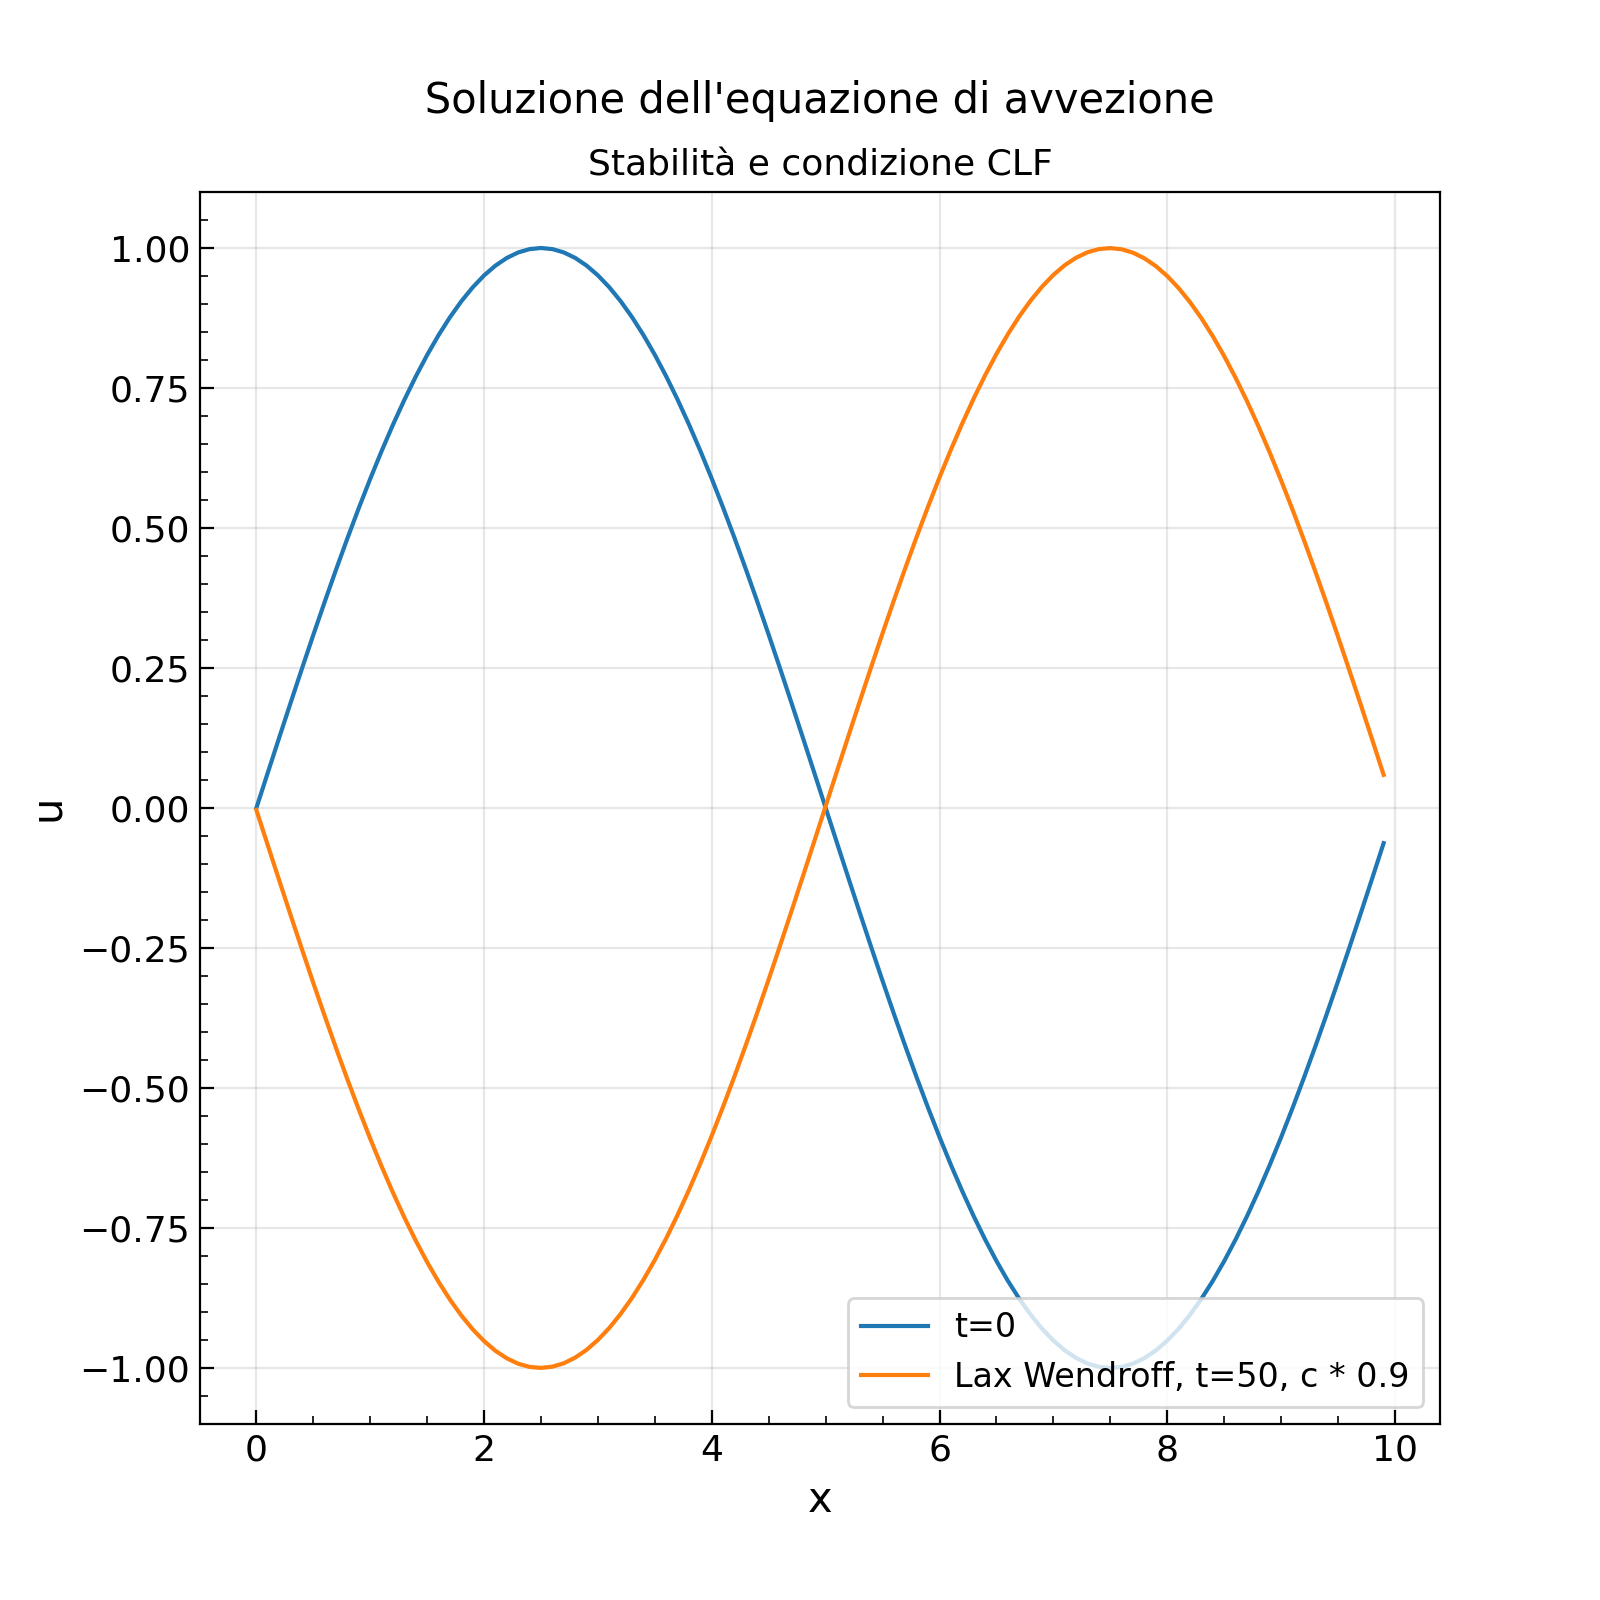 Soluzione dell'equazione di avvezione
Stabilità e condizione CLF
1.00
0.75
0.50
0.25
0.00
−0.25
−0.50
−0.75
−1.00
u
t=0
Lax Wendroff, t=50, c * 0.9
0 2 4 6 8 10
x